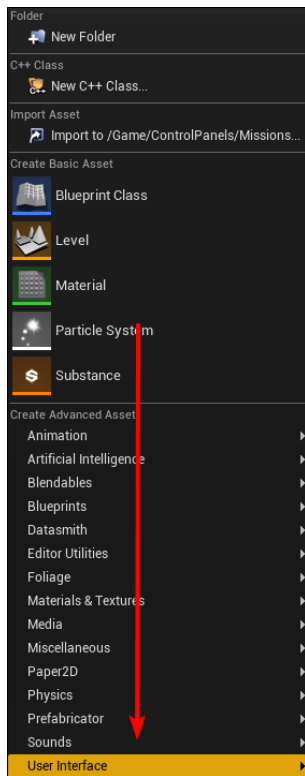 Folder
New Folder
C++ Class
New C++ Class...
Import Asset
Import to /Game/ControlPanels/Missions...
Create Basic Asset
Blueprint Class
Level
Material
Particle System
Substance
Create Advanced Asset
Animation
Artificial Intelligence
Blendables
Blueprints
Datasmith
Editor Utilities
Foliage
Materials & Textures
Media
Miscellaneous
Paper2D
Physics
Prefabricator
Sounds
User Interface